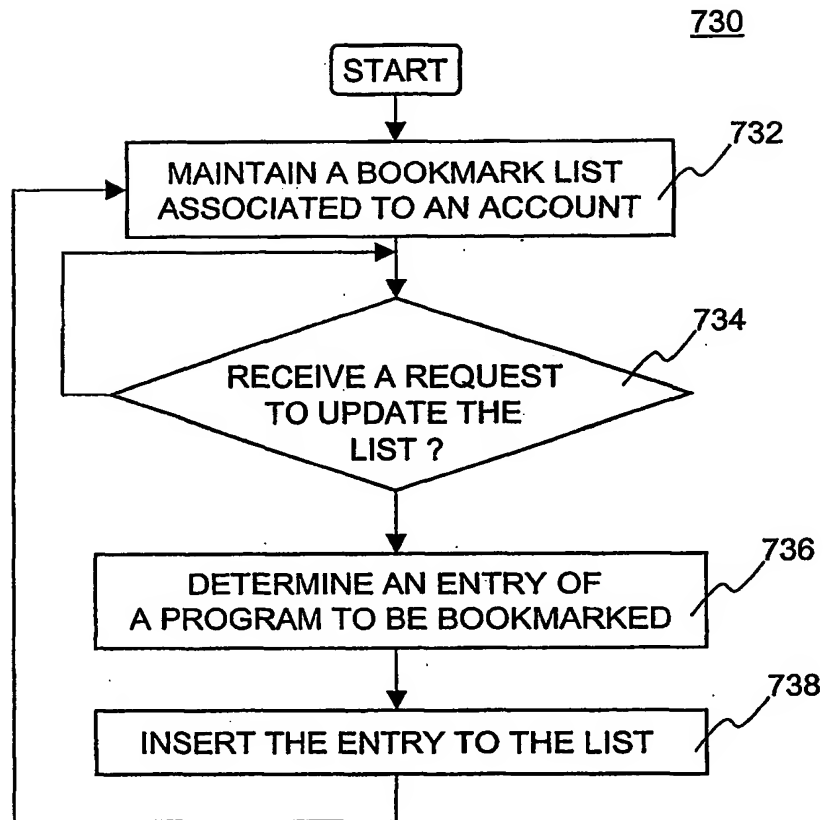 730
START
732
MAINTAIN A BOOKMARK LIST
ASSOCIATED TO AN ACCOUNT
734
RECEIVE A REQUEST
TO UPDATE THE
LIST ?
736
DETERMINE AN ENTRY OF
A PROGRAM TO BE BOOKMARKED
738
INSERT THE ENTRY TO THE LIST